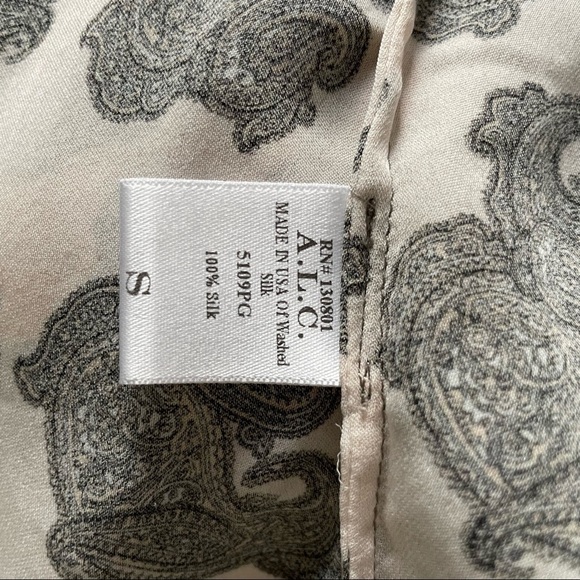 RN# 130801
A.L.C.
MADE IN USA Of Washed
Silk
5109PG
100% Silk
S